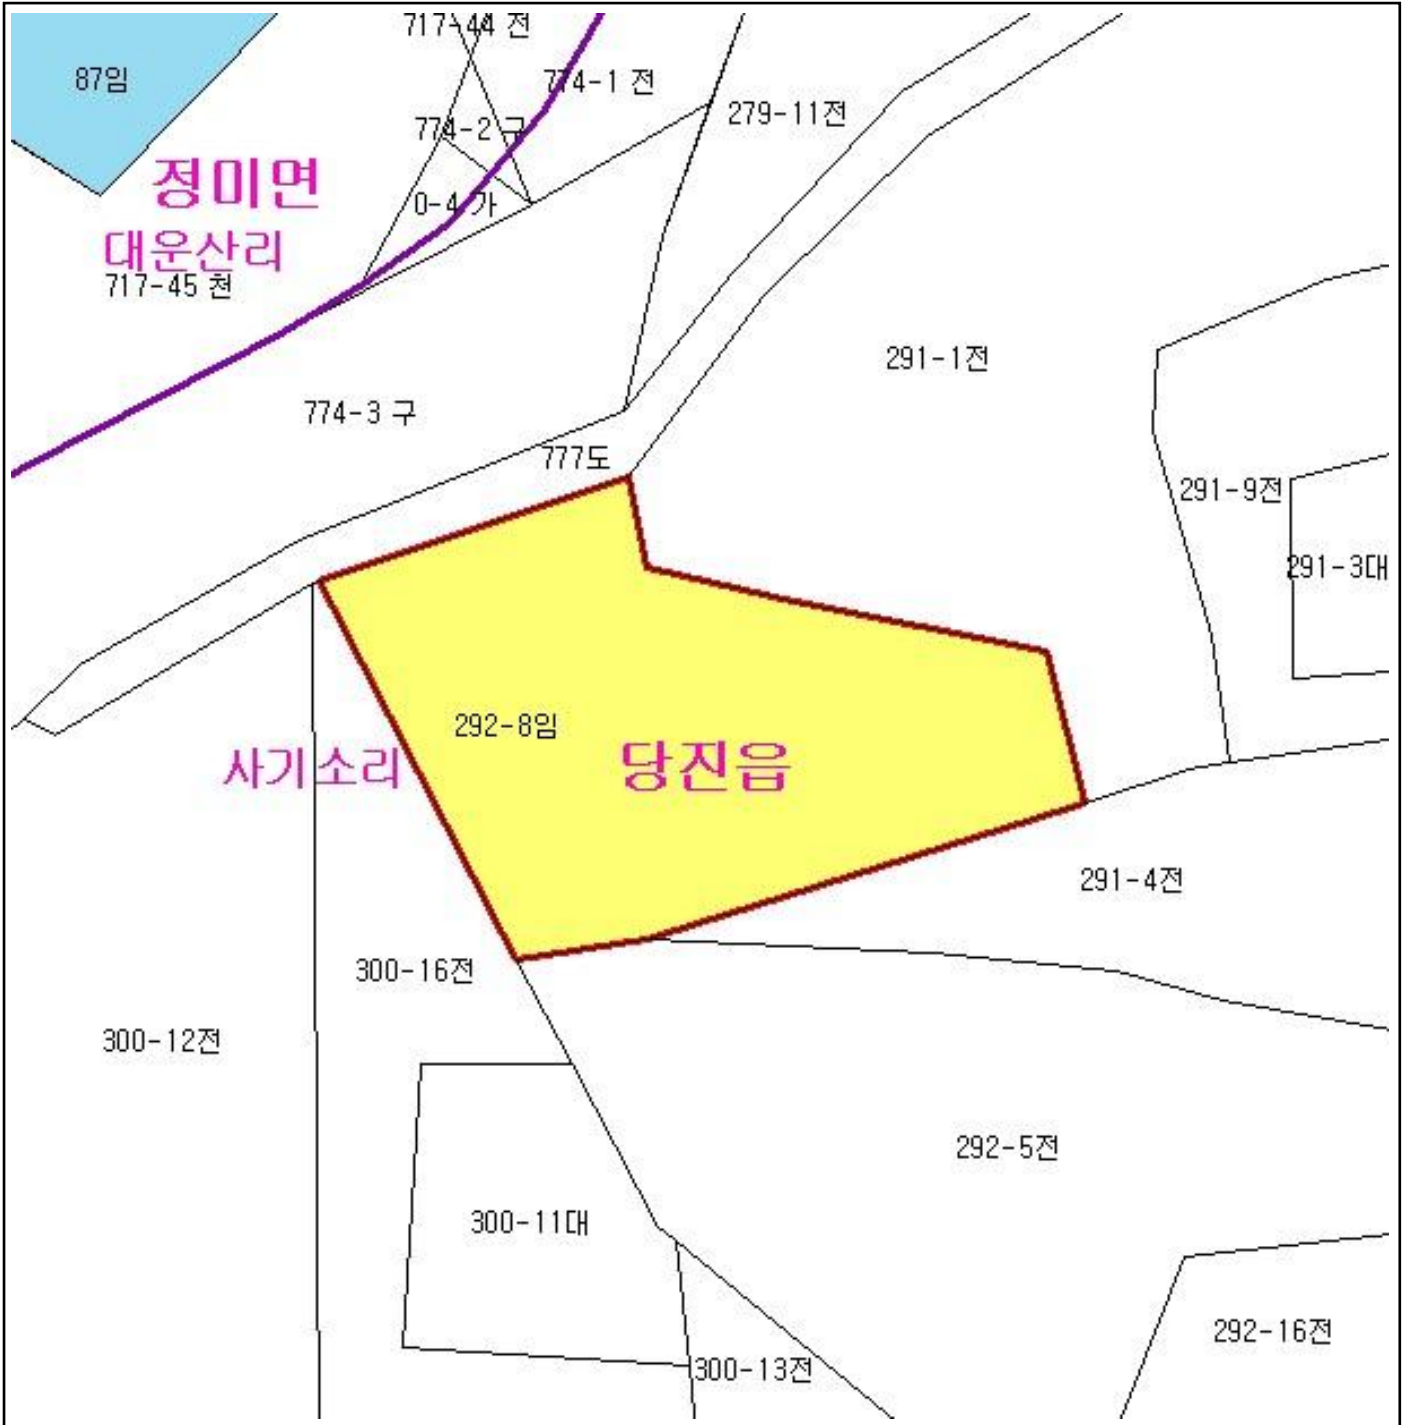 717-44 전
87임
774-1 전
279-11전
774-2 구
정미면
0-4 가
대운산리
717-45 천
291-1전
774-3 구
777도
291-9전
291-3대
292-8임
사기소리
당진읍
291-4전
300-16전
300-12전
292-5전
300-11대
292-16전
300-13전